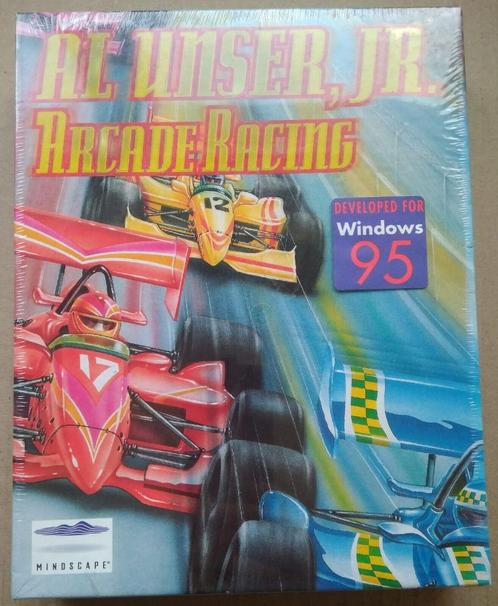 AL UNSER, JR.
ARCADE RACING
12
DEVELOPED FOR
Windows
95
17
MINDSCAPE